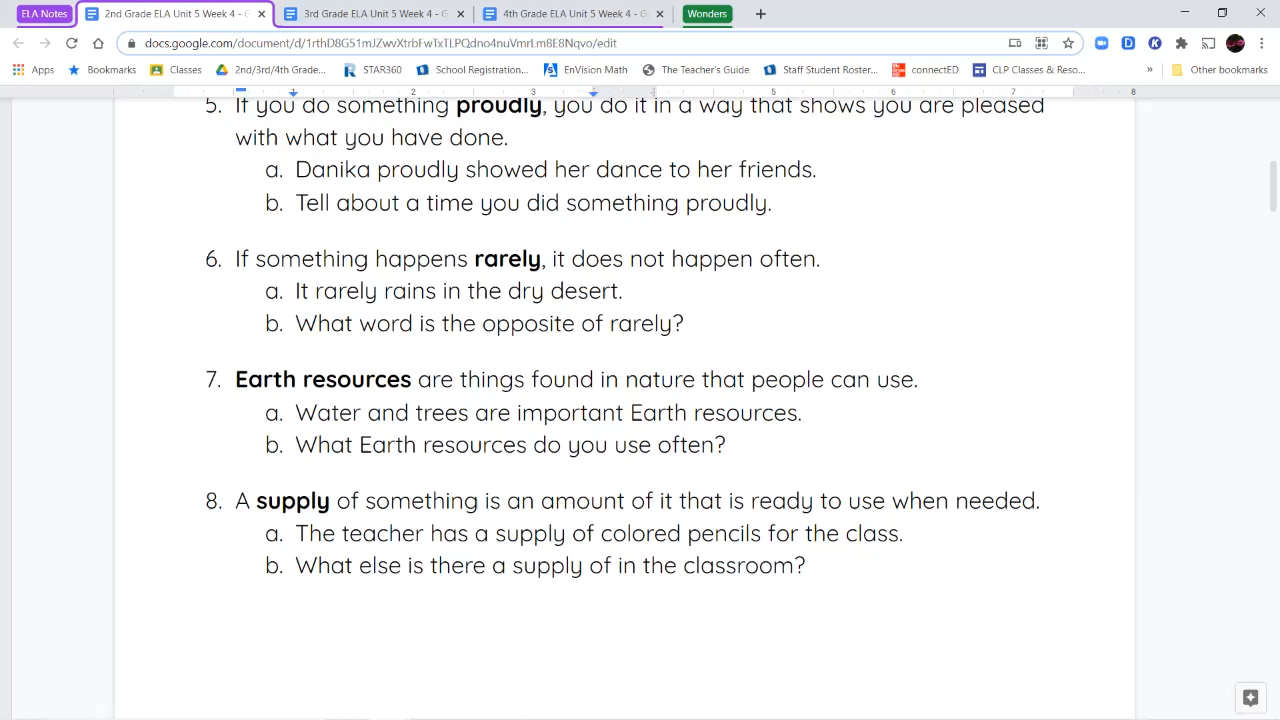 ELA Notes
2nd Grade ELA Unit 5 Week 4 - G
3rd Grade ELA Unit 5 Week 4 - G
4th Grade ELA Unit 5 Week 4 - G
Wonders
docs.google.com/document/d/1rthD8G51mJZwvXtrbFwTxTLPQdno4nuVmrLm8E8Nqvo/edit
Apps Bookmarks Classes 2nd/3rd/4th Grade... STAR360 School Registration... EnVision Math The Teacher's Guide Staff Student Roster... connectED CLP Classes & Reso... » Other bookmarks
1 2 3 4 5 6 7 8
5. If you do something proudly, you do it in a way that shows you are pleased
with what you have done.
a. Danika proudly showed her dance to her friends.
b. Tell about a time you did something proudly.
6. If something happens rarely, it does not happen often.
a. It rarely rains in the dry desert.
b. What word is the opposite of rarely?
7. Earth resources are things found in nature that people can use.
a. Water and trees are important Earth resources.
b. What Earth resources do you use often?
8. A supply of something is an amount of it that is ready to use when needed.
a. The teacher has a supply of colored pencils for the class.
b. What else is there a supply of in the classroom?